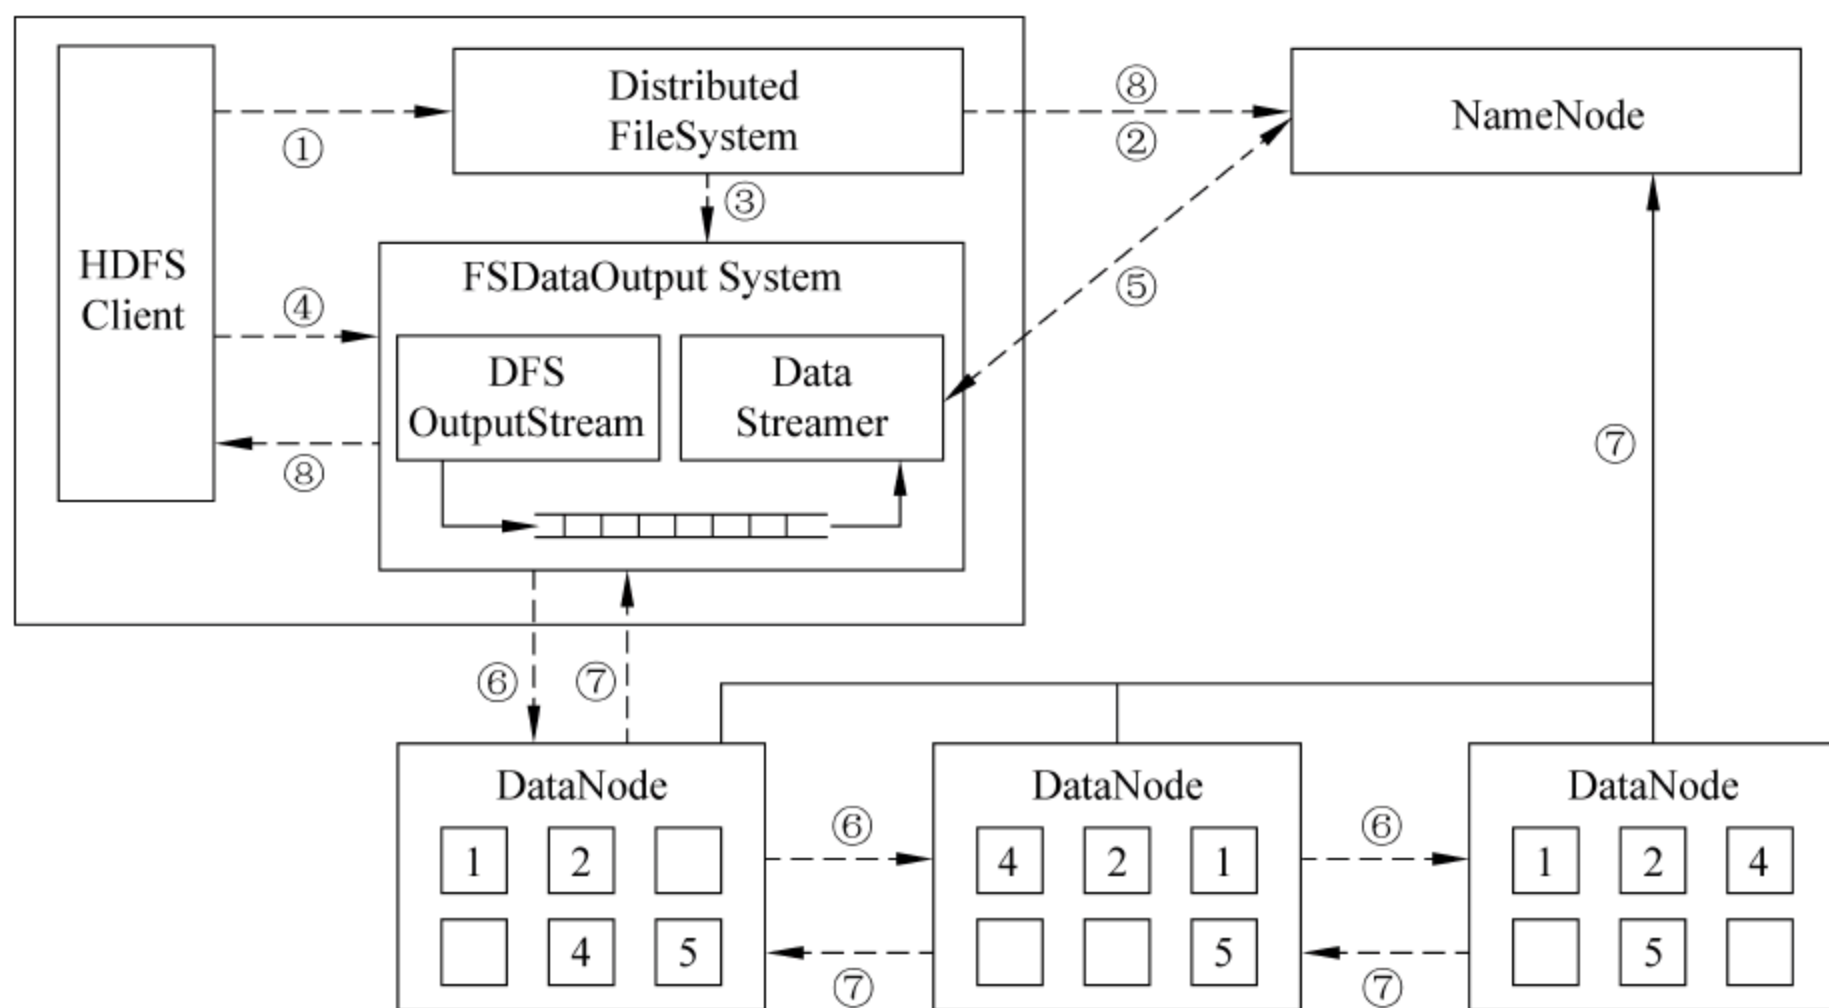 Distributed
FileSystem
NameNode
①
⑧
②
③
HDFS
Client
FSDataOutput System
④
⑤
DFS
OutputStream
Data
Streamer
⑧
⑦
⑥
⑦
DataNode
DataNode
DataNode
⑥
⑥
1 2
4 2 1
1 2 4
4 5
5
5
⑦
⑦